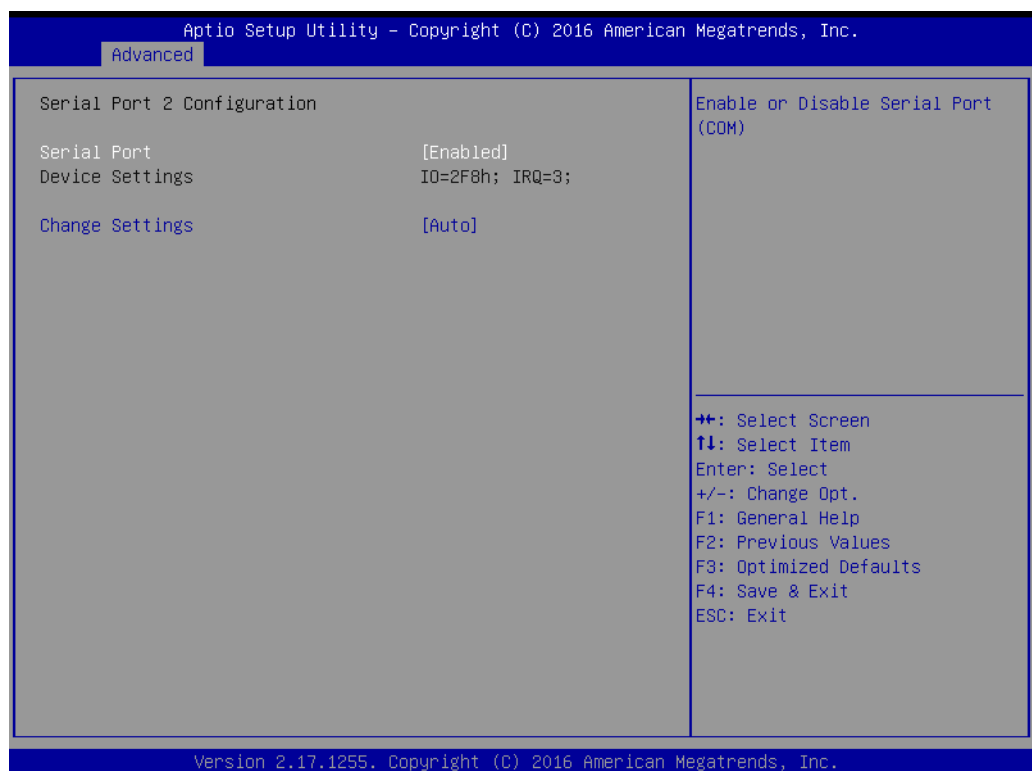 Aptio Setup Utility – Copyright (C) 2016 American Megatrends, Inc.
Advanced
Serial Port 2 Configuration
Serial Port [Enabled]
Device Settings IO=2F8h; IRQ=3;
Change Settings [Auto]
Enable or Disable Serial Port
(COM)
→←: Select Screen
↑↓: Select Item
Enter: Select
+/-: Change Opt.
F1: General Help
F2: Previous Values
F3: Optimized Defaults
F4: Save & Exit
ESC: Exit
Version 2.17.1255. Copyright (C) 2016 American Megatrends, Inc.